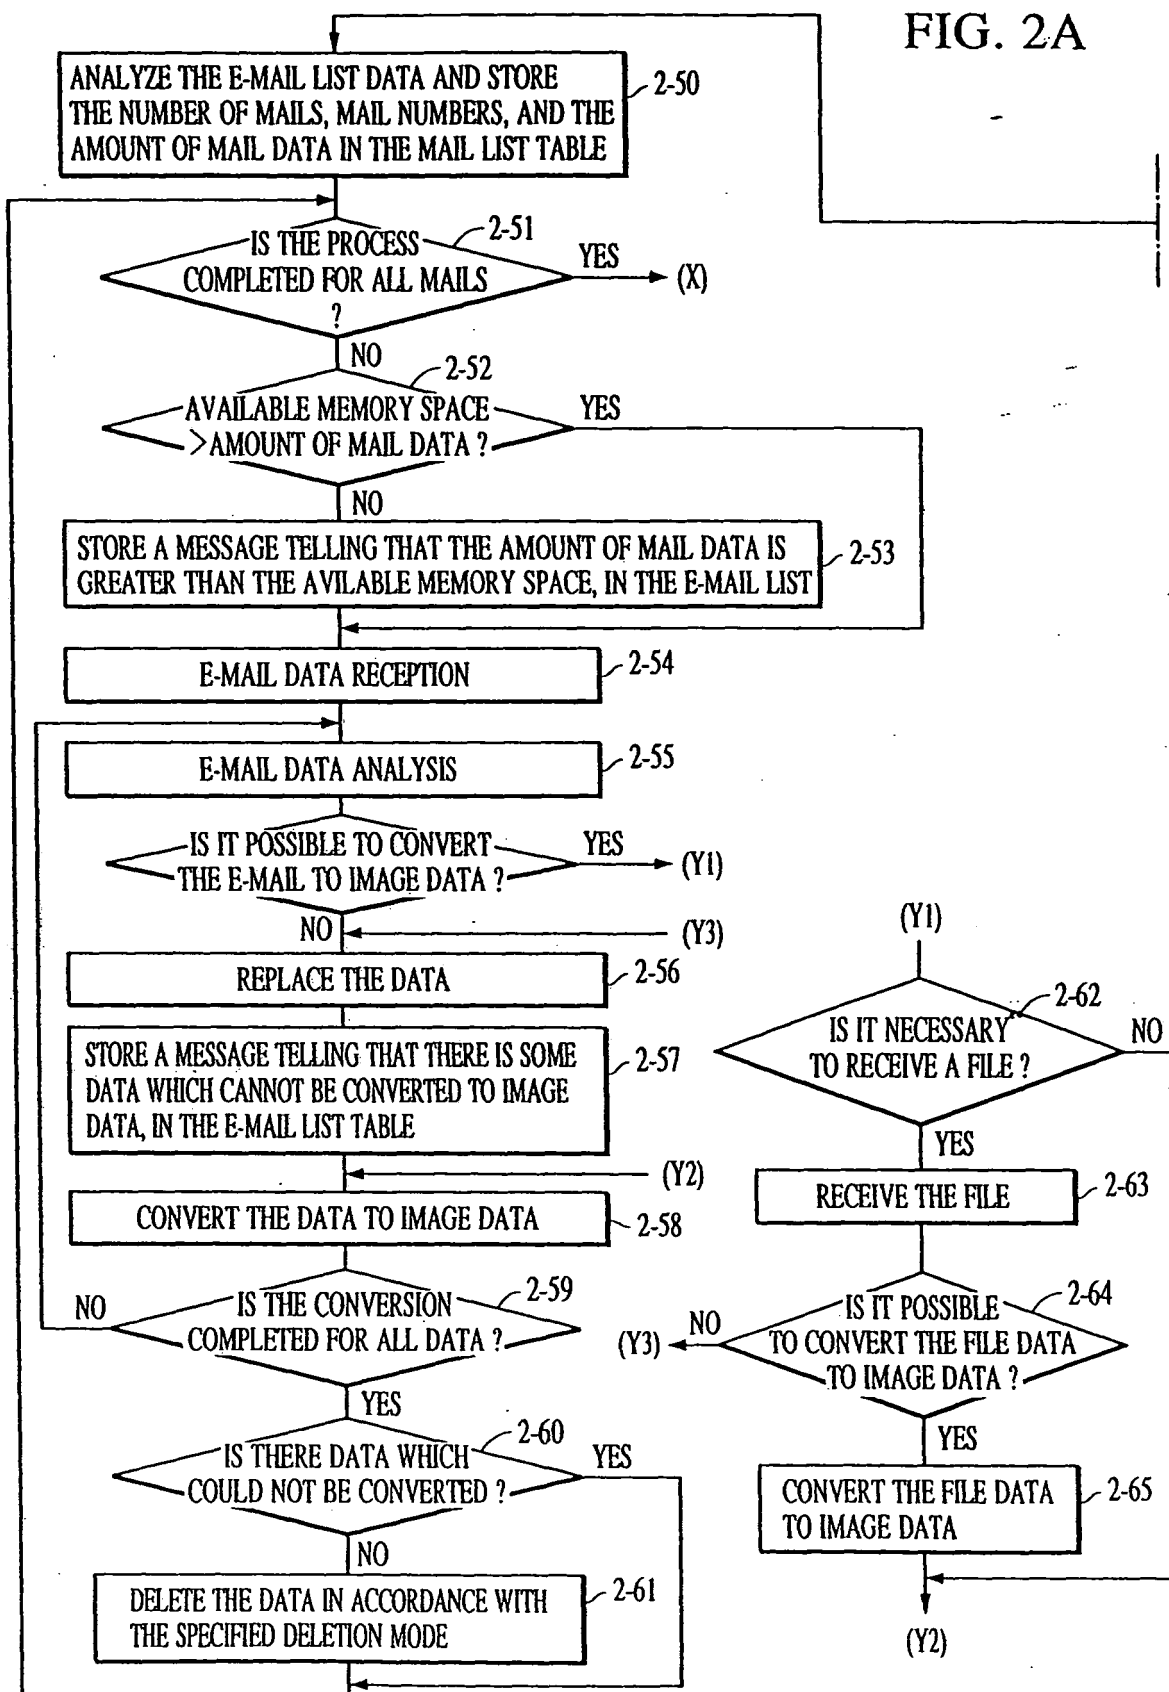 FIG. 2A
ANALYZE THE E-MAIL LIST DATA AND STORE
THE NUMBER OF MAILS, MAIL NUMBERS, AND THE
AMOUNT OF MAIL DATA IN THE MAIL LIST TABLE
2-50
2-51
IS THE PROCESS
COMPLETED FOR ALL MAILS
?
YES
(X)
NO
2-52
AVAILABLE MEMORY SPACE
>AMOUNT OF MAIL DATA ?
YES
NO
STORE A MESSAGE TELLING THAT THE AMOUNT OF MAIL DATA IS
GREATER THAN THE AVILABLE MEMORY SPACE, IN THE E-MAIL LIST
2-53
E-MAIL DATA RECEPTION
2-54
E-MAIL DATA ANALYSIS
2-55
IS IT POSSIBLE TO CONVERT
THE E-MAIL TO IMAGE DATA ?
YES
(Y1)
NO
(Y3)
REPLACE THE DATA
2-56
STORE A MESSAGE TELLING THAT THERE IS SOME
DATA WHICH CANNOT BE CONVERTED TO IMAGE
DATA, IN THE E-MAIL LIST TABLE
2-57
(Y2)
CONVERT THE DATA TO IMAGE DATA
2-58
2-59
IS THE CONVERSION
COMPLETED FOR ALL DATA ?
NO
YES
2-60
IS THERE DATA WHICH
COULD NOT BE CONVERTED ?
YES
NO
DELETE THE DATA IN ACCORDANCE WITH
THE SPECIFIED DELETION MODE
2-61
(Y1)
2-62
IS IT NECESSARY
TO RECEIVE A FILE ?
NO
YES
RECEIVE THE FILE
2-63
2-64
IS IT POSSIBLE
TO CONVERT THE FILE DATA
TO IMAGE DATA ?
NO
(Y3)
YES
CONVERT THE FILE DATA
TO IMAGE DATA
2-65
(Y2)